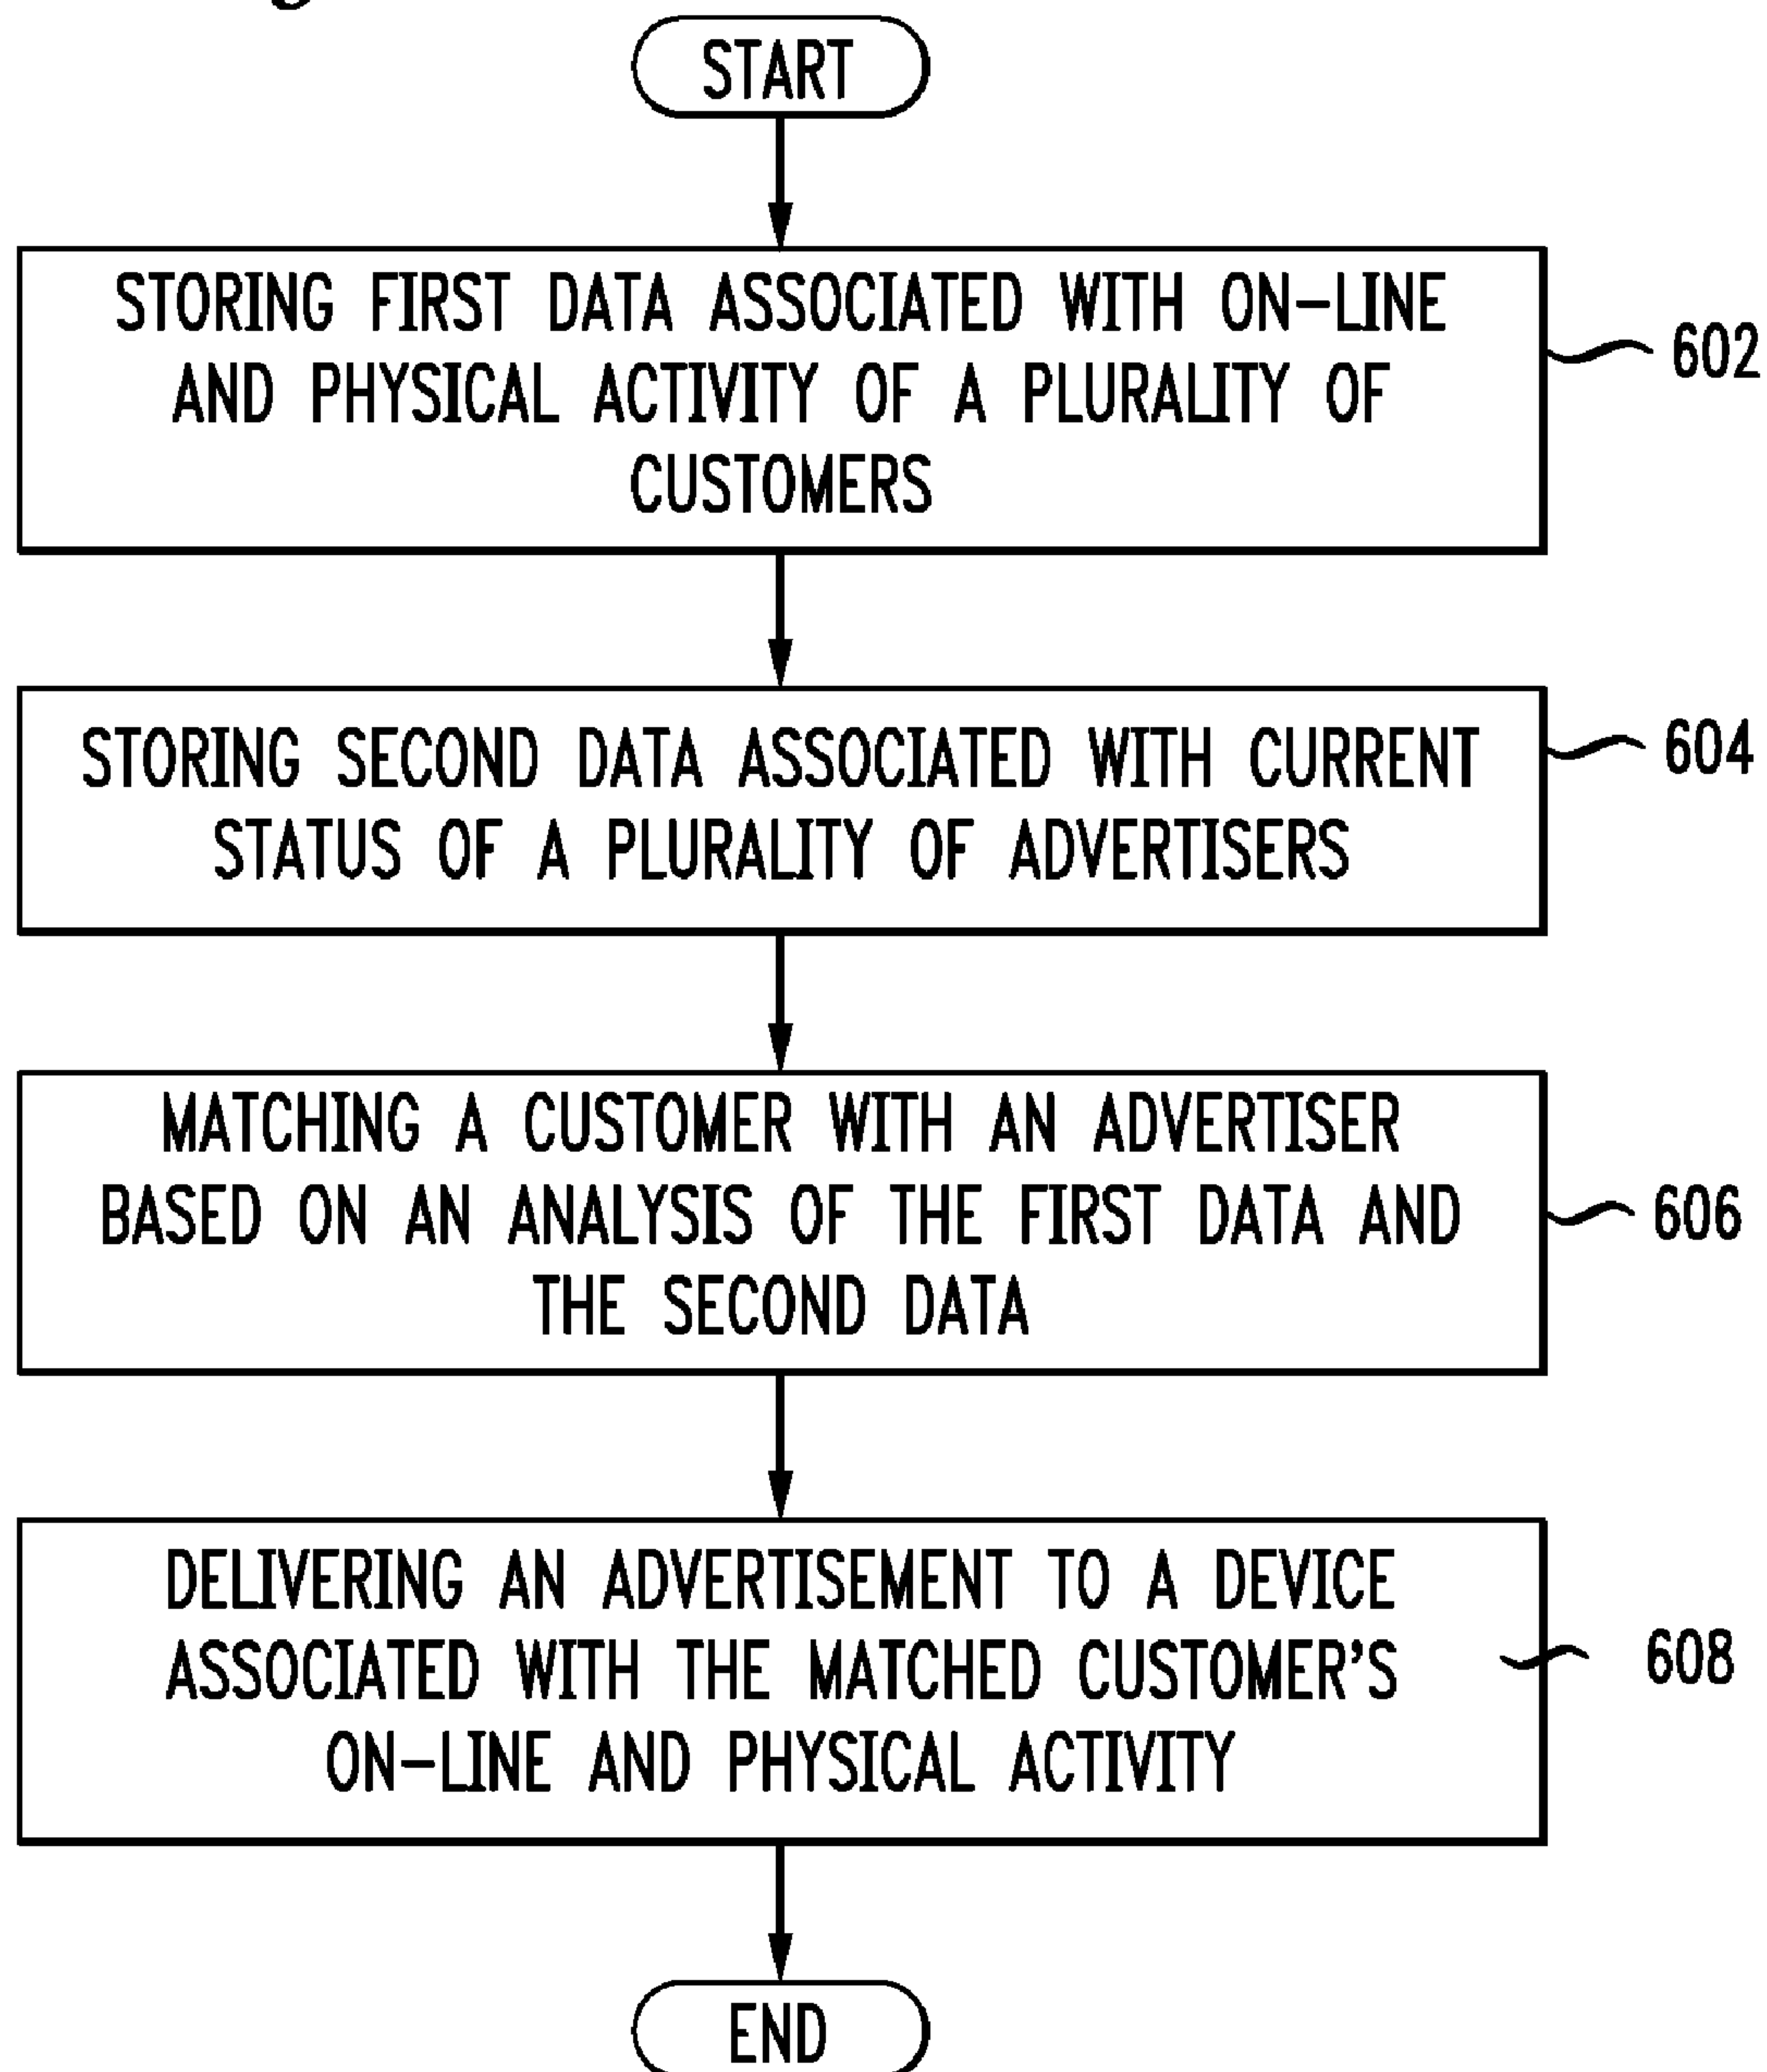 START
STORING FIRST DATA ASSOCIATED WITH ON-LINE
AND PHYSICAL ACTIVITY OF A PLURALITY OF
CUSTOMERS
602
STORING SECOND DATA ASSOCIATED WITH CURRENT
STATUS OF A PLURALITY OF ADVERTISERS
604
MATCHING A CUSTOMER WITH AN ADVERTISER
BASED ON AN ANALYSIS OF THE FIRST DATA AND
THE SECOND DATA
606
DELIVERING AN ADVERTISEMENT TO A DEVICE
ASSOCIATED WITH THE MATCHED CUSTOMER'S
ON-LINE AND PHYSICAL ACTIVITY
608
END